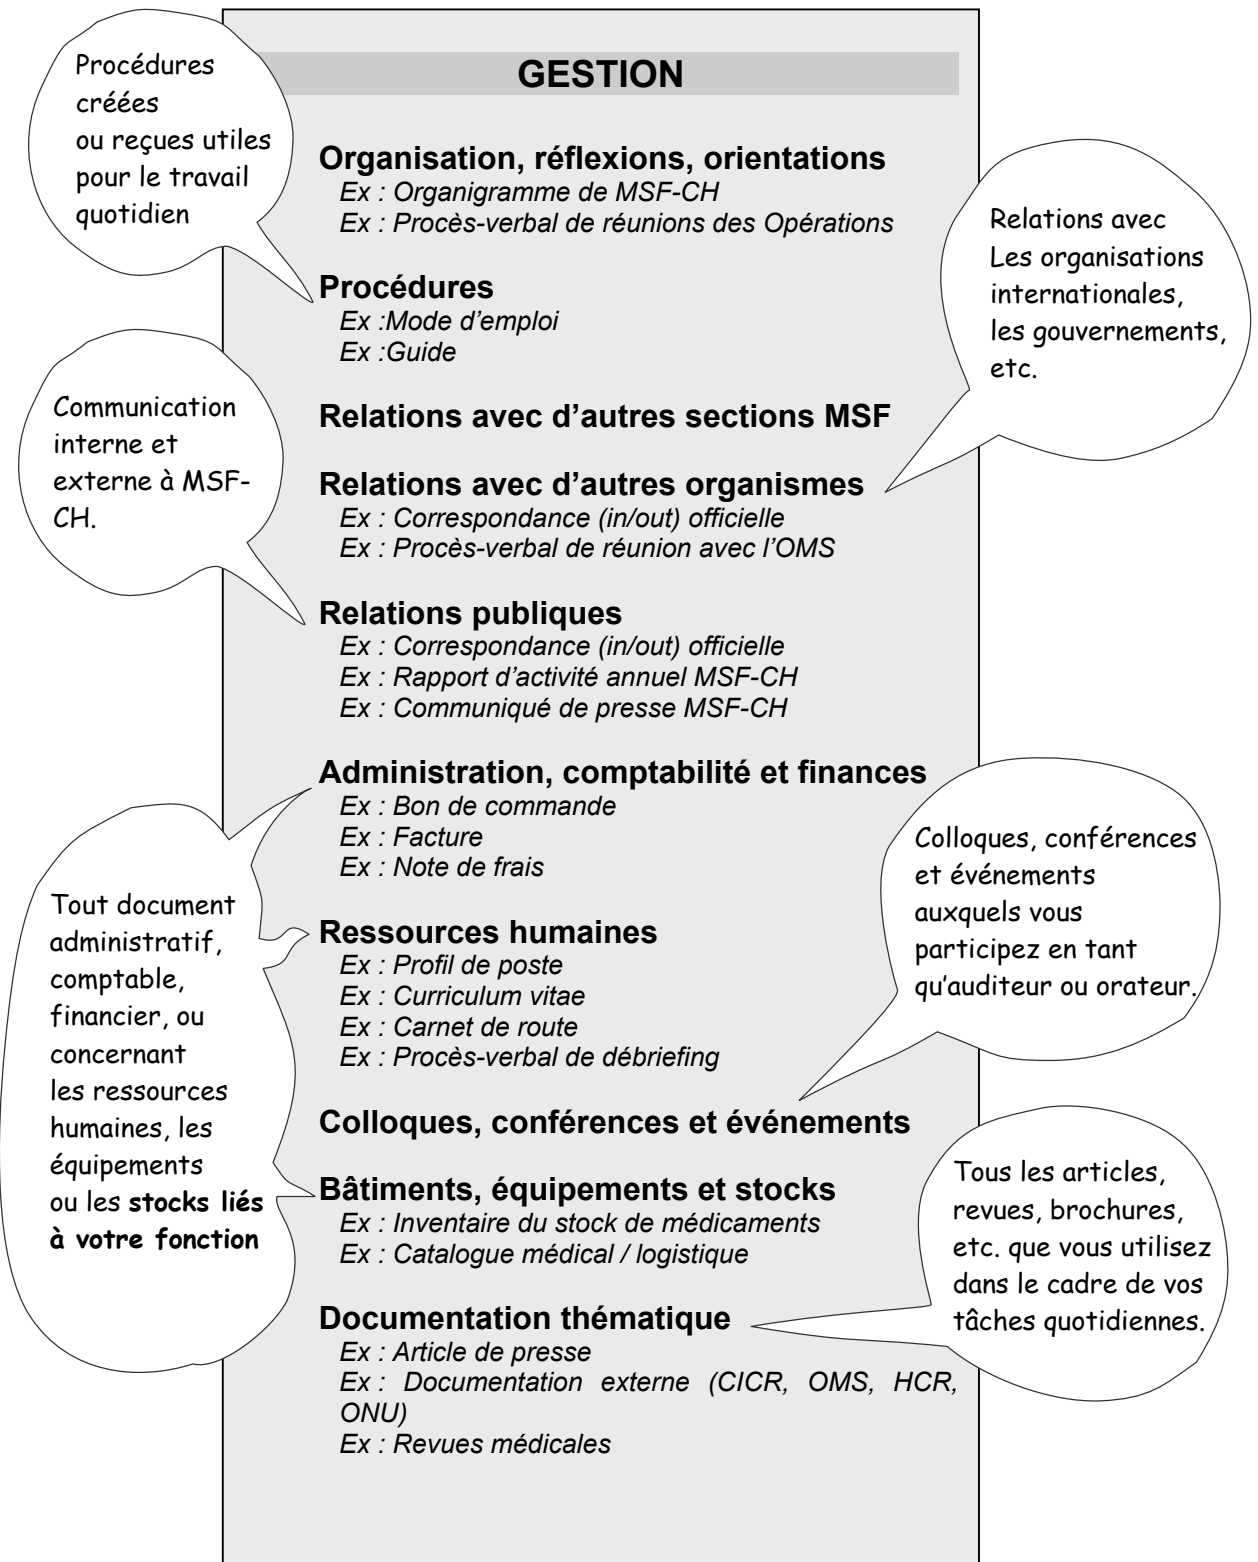 Procédures
créées
ou reçues utiles
pour le travail
quotidien
GESTION
Organisation, réflexions, orientations
Ex : Organigramme de MSF-CH
Ex : Procès-verbal de réunions des Opérations
Relations avec
Les organisations
internationales,
les gouvernements,
etc.
Procédures
Ex :Mode d'emploi
Ex :Guide
Communication
interne et
externe à MSF-
CH.
Relations avec d'autres sections MSF
Relations avec d'autres organismes
Ex : Correspondance (in/out) officielle
Ex : Procès-verbal de réunion avec l'OMS
Relations publiques
Ex : Correspondance (in/out) officielle
Ex : Rapport d'activité annuel MSF-CH
Ex : Communiqué de presse MSF-CH
Administration, comptabilité et finances
Ex : Bon de commande
Ex : Facture
Ex : Note de frais
Colloques, conférences
et événements
auxquels vous
participez en tant
qu'auditeur ou orateur.
Tout document
administratif,
comptable,
financier, ou
concernant
les ressources
humaines, les
équipements
ou les stocks liés
à votre fonction
Ressources humaines
Ex : Profil de poste
Ex : Curriculum vitae
Ex : Carnet de route
Ex : Procès-verbal de débriefing
Colloques, conférences et événements
Bâtiments, équipements et stocks
Ex : Inventaire du stock de médicaments
Ex : Catalogue médical / logistique
Tous les articles,
revues, brochures,
etc. que vous utilisez
dans le cadre de vos
tâches quotidiennes.
Documentation thématique
Ex : Article de presse
Ex : Documentation externe (CICR, OMS, HCR,
ONU)
Ex : Revues médicales